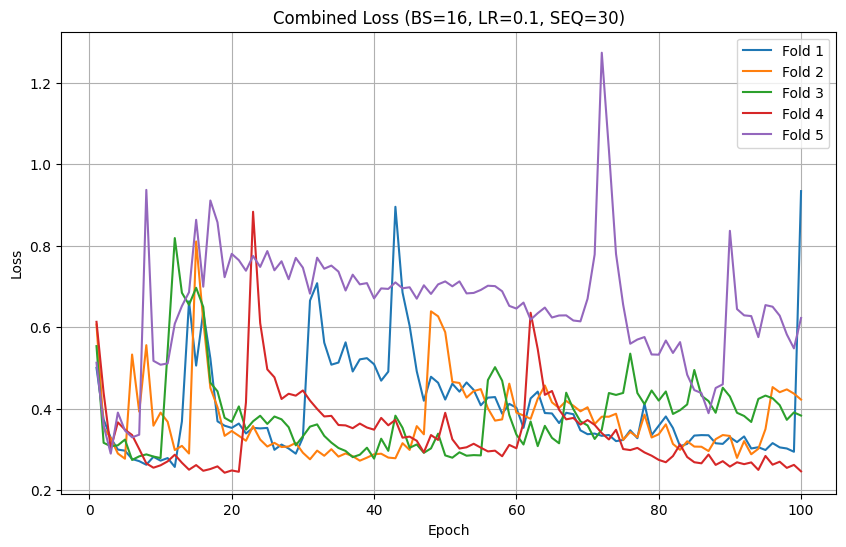 Combined Loss (BS=16, LR=0.1, SEQ=30)
Fold 1
Fold 2
Fold 3
Fold 4
Fold 5
Loss
1.2
1.0
0.8
0.6
0.4
0.2
0 20 40 60 80 100
Epoch